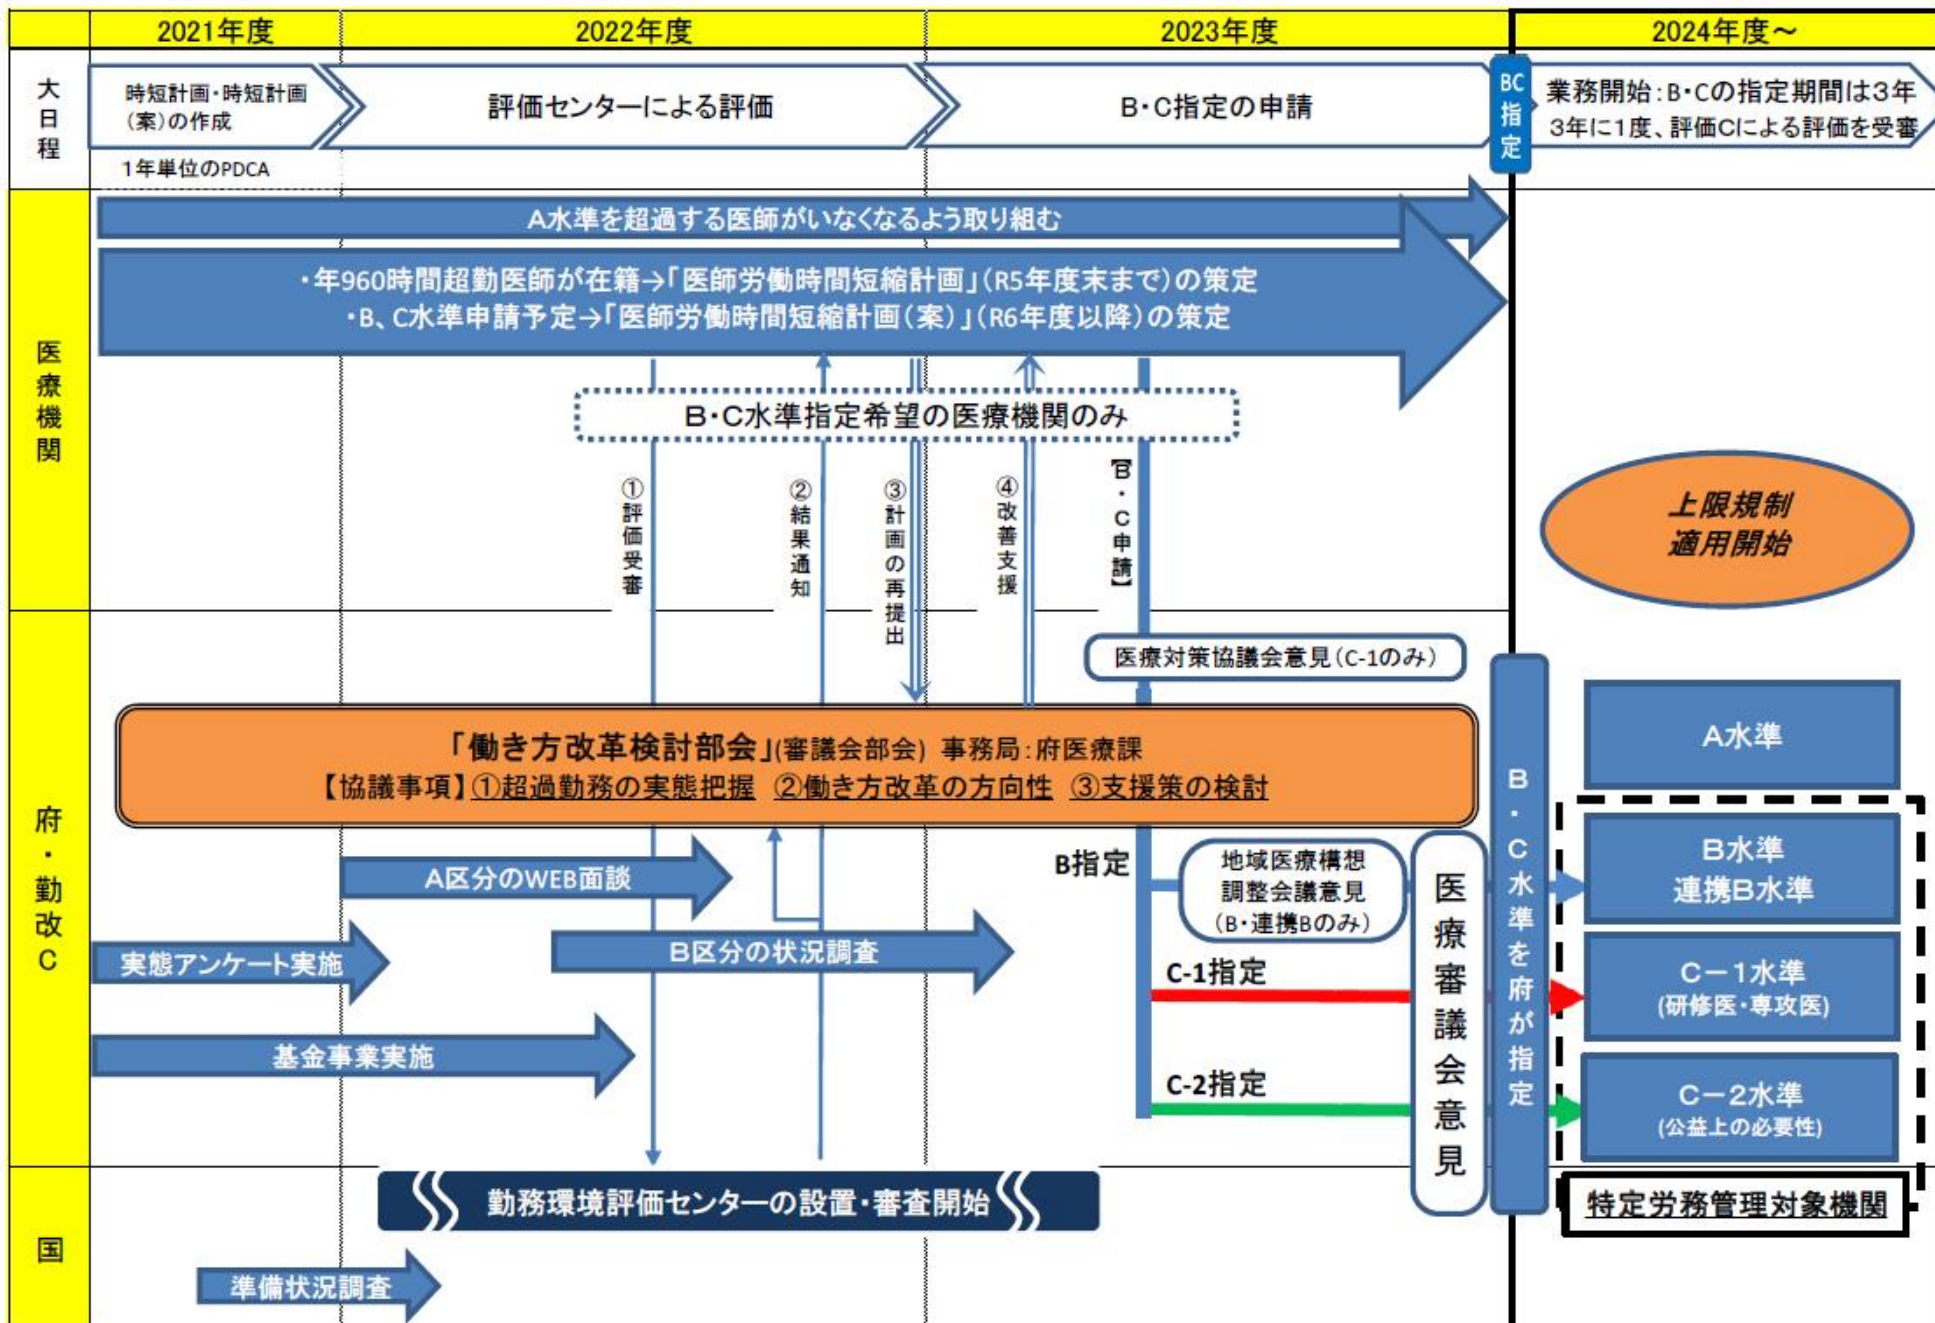 2021年度
2022年度
2023年度
2024年度～
大日程
時短計画・時短計画
（案）の作成
1年単位のPDCA
評価センターによる評価
B・C指定の申請
BC指定
業務開始：B・Cの指定期間は３年
３年に１度、評価Cによる評価を受審
医療機関
A水準を超過する医師がいなくなるよう取り組む
・年960時間超勤医師が在籍→「医師労働時間短縮計画」（R5年度末まで）の策定
・B、C水準申請予定→「医師労働時間短縮計画（案）」（R6年度以降）の策定
B・C水準指定希望の医療機関のみ
①評価受審
②結果通知
③計画の再提出
④改善支援
【B・C申請】
上限規制
適用開始
府・勤改C
医療対策協議会意見（C-1のみ）
「働き方改革検討部会」(審議会部会) 事務局：府医療課
【協議事項】①超過勤務の実態把握 ②働き方改革の方向性 ③支援策の検討
A区分のWEB面談
B区分の状況調査
実態アンケート実施
基金事業実施
B指定
地域医療構想
調整会議意見
（B・連携Bのみ）
C-1指定
C-2指定
医療審議会意見
B・C水準を府が指定
A水準
B水準
連携B水準
C－1水準
(研修医・専攻医)
C－2水準
(公益上の必要性)
特定労務管理対象機関
国
勤務環境評価センターの設置・審査開始
準備状況調査